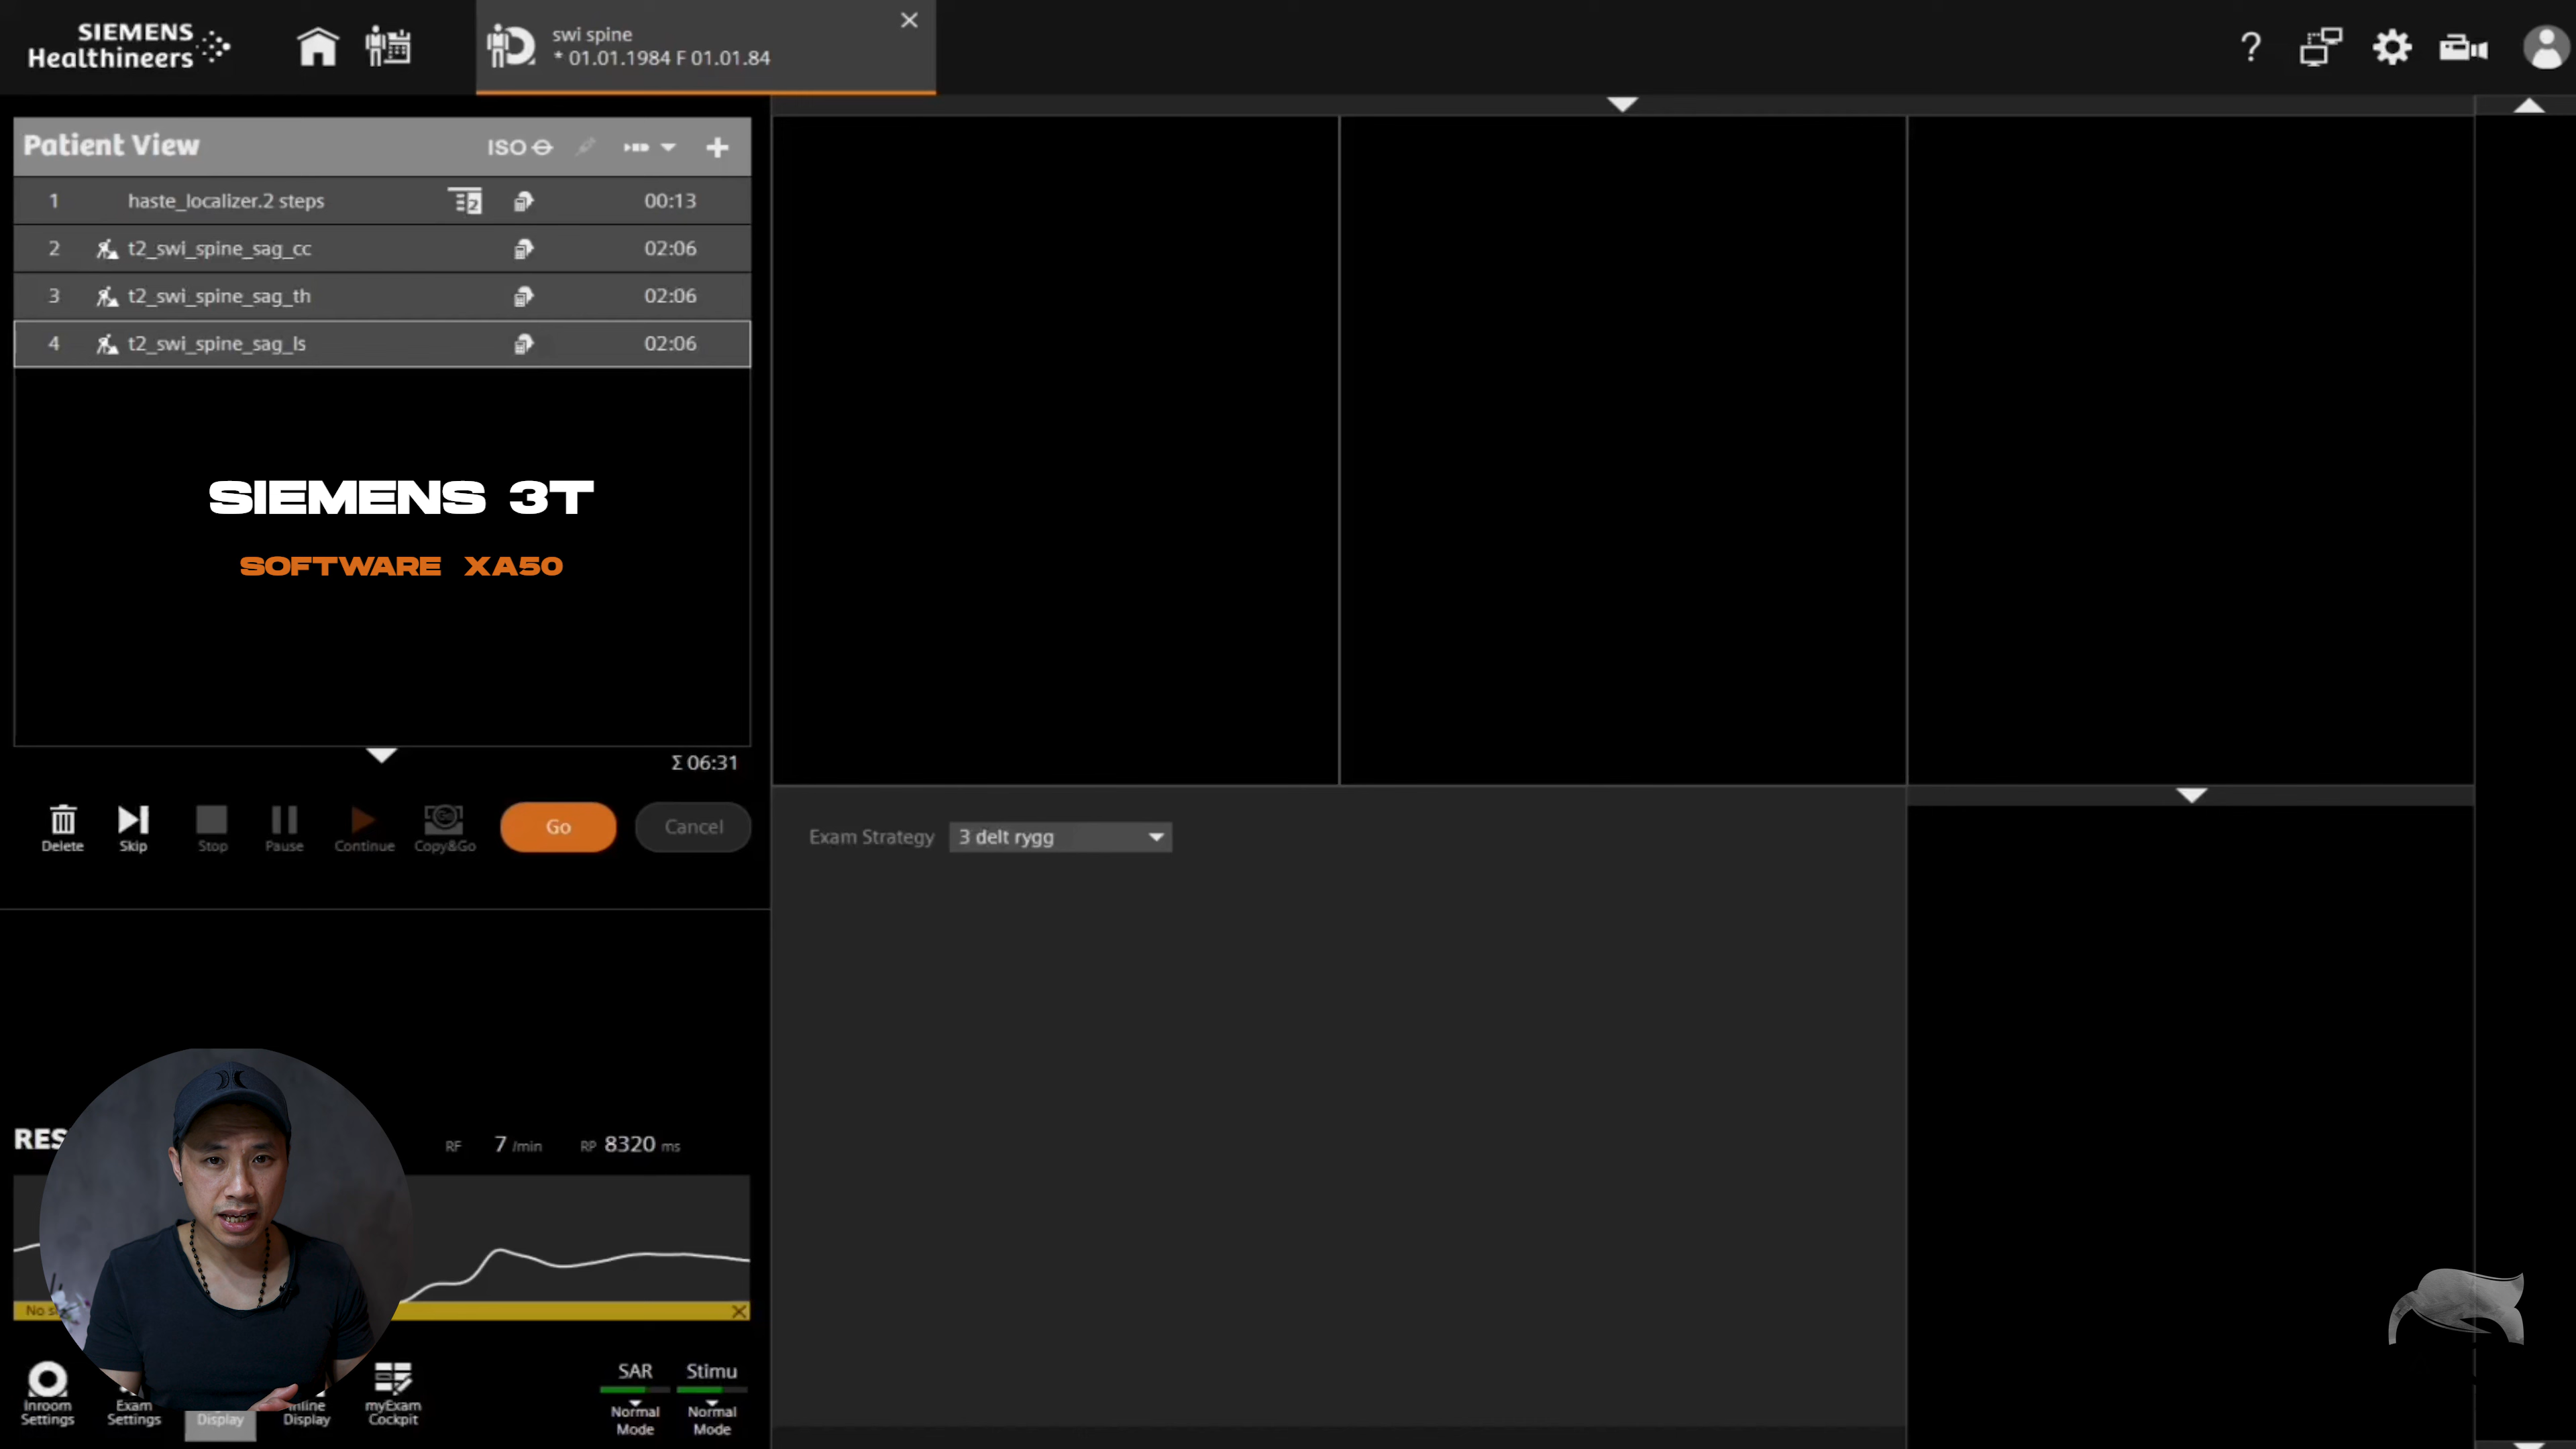 SIEMENS
Healthineers
swi spine
* 01.01.1984 F 01.01.84
Patient View
ISO
1 haste_localizer.2 steps 2 00:13
2 t2_swi_spine_sag_cc 02:06
3 t2_swi_spine_sag_th 02:06
4 t2_swi_spine_sag_ls 02:06
SIEMENS 3T
SOFTWARE XA50
Σ 06:31
Delete
Skip
Stop
Pause
Continue
Copy&Go
Go
Cancel
Exam Strategy 3 delt rygg
RF 7 /min RP 8320 ms
No
SAR
Stimu
Inroom
Settings
Exam
Settings
Display
Display
myExam
Cockpit
Normal
Mode
Normal
Mode